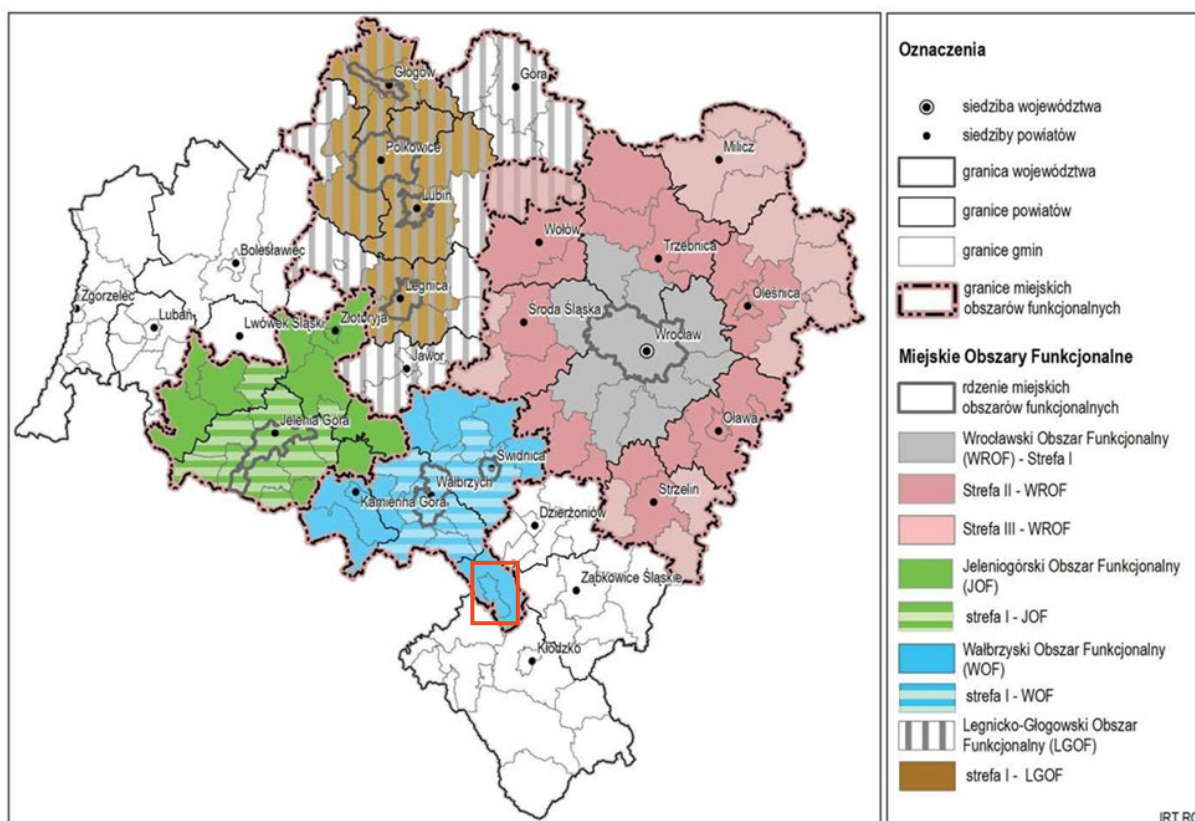 Głogów
Góra
Polkowice
Milicz
Lubin
Wołów
Trzebnica
Bolesławiec
Zgorzelec
Legnica
Oleśnica
Lubań
Lwówek Śląski
Złotoryja
Środa Śląska
Wrocław
Jawor
Jelenia Góra
Oława
Świdnica
Wałbrzych
Kamienna Góra
Strzelin
Dzierżoniów
Ząbkowice Śląskie
Kłodzko
Oznaczenia
siedziba województwa
siedziby powiatów
granica województwa
granice powiatów
granice gmin
granice miejskich
obszarów funkcjonalnych
Miejskie Obszary Funkcjonalne
rdzenie miejskich
obszarów funkcjonalnych
Wrocławski Obszar Funkcjonalny
(WROF) - Strefa I
Strefa II - WROF
Strefa III - WROF
Jeleniogórski Obszar Funkcjonalny
(JOF)
strefa I - JOF
Wałbrzyski Obszar Funkcjonalny
(WOF)
strefa I - WOF
Legnicko-Głogowski Obszar
Funkcjonalny (LGOF)
strefa I - LGOF